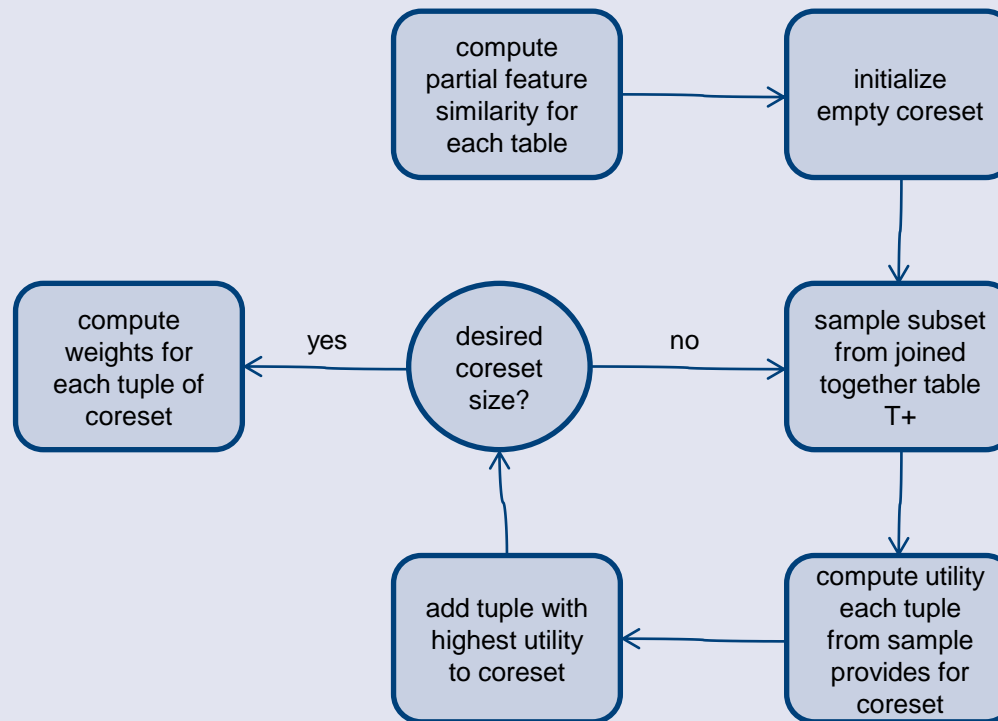 compute
partial feature
similarity for
each table
initialize
empty coreset
compute
weights for
each tuple of
coreset
yes
desired
coreset
size?
no
sample subset
from joined
together table
T+
add tuple with
highest utility
to coreset
compute utility
each tuple
from sample
provides for
coreset